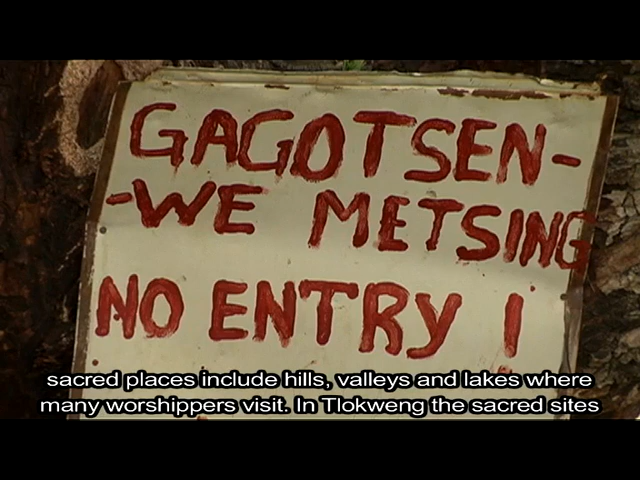 GAGOTSEN-
-WE METSING
NO ENTRY !
sacred places include hills, valleys and lakes where
many worshippers visit. In Tlokweng the sacred sites